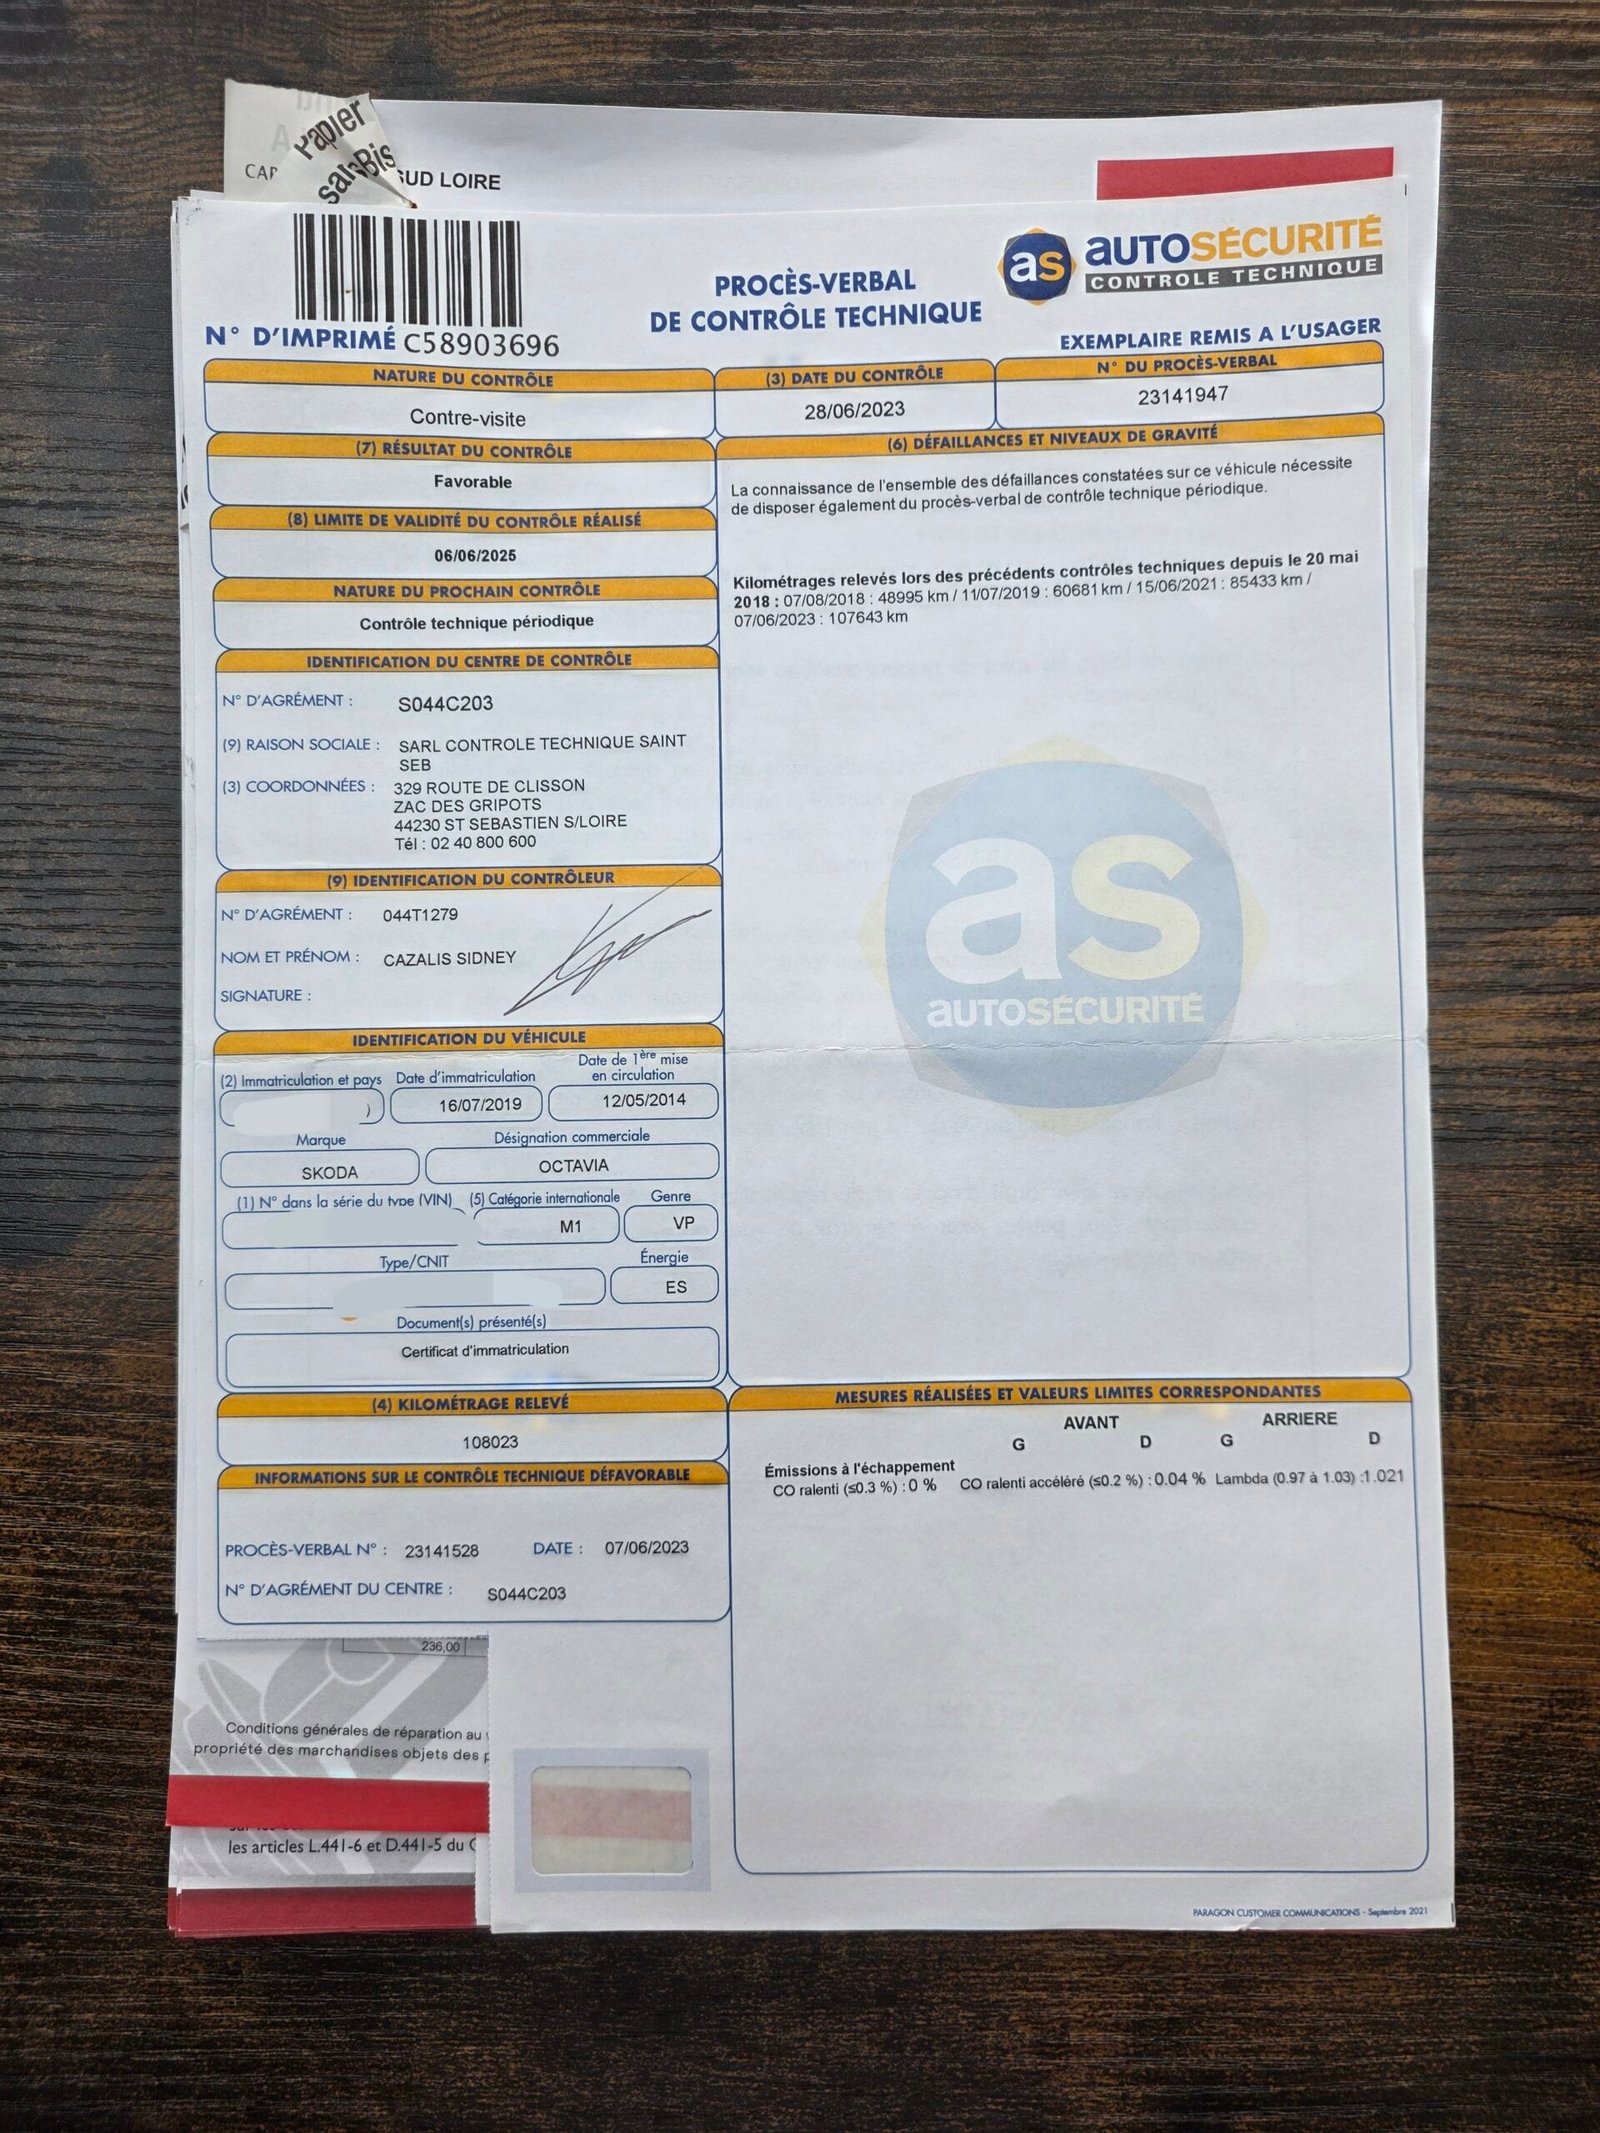 Papier
sansBis
CAP
SUD LOIRE
as AUTOSÉCURITÉ
CONTROLE TECHNIQUE
PROCÈS-VERBAL
DE CONTRÔLE TECHNIQUE
N° D'IMPRIMÉ C58903696
EXEMPLAIRE REMIS A L'USAGER
NATURE DU CONTRÔLE
Contre-visite
(3) DATE DU CONTRÔLE
28/06/2023
N° DU PROCÈS-VERBAL
23141947
(7) RÉSULTAT DU CONTRÔLE
Favorable
(8) LIMITE DE VALIDITÉ DU CONTRÔLE RÉALISÉ
06/06/2025
NATURE DU PROCHAIN CONTRÔLE
Contrôle technique périodique
IDENTIFICATION DU CENTRE DE CONTRÔLE
N° D'AGRÉMENT : S044C203
(9) RAISON SOCIALE : SARL CONTROLE TECHNIQUE SAINT
SEB
(3) COORDONNÉES : 329 ROUTE DE CLISSON
ZAC DES GRIPOTS
44230 ST SEBASTIEN S/LOIRE
Tél : 02 40 800 600
(9) IDENTIFICATION DU CONTRÔLEUR
N° D'AGRÉMENT : 044T1279
NOM ET PRÉNOM : CAZALIS SIDNEY
SIGNATURE :
IDENTIFICATION DU VÉHICULE
(2) Immatriculation et pays
)
Date d'immatriculation
16/07/2019
Date de 1ère mise
en circulation
12/05/2014
Marque
SKODA
Désignation commerciale
OCTAVIA
(1) N° dans la série du type (VIN)
(5) Catégorie internationale
M1
Genre
VP
Type/CNIT
Énergie
ES
Document(s) présenté(s)
Certificat d'immatriculation
(4) KILOMÉTRAGE RELEVÉ
108023
INFORMATIONS SUR LE CONTRÔLE TECHNIQUE DÉFAVORABLE
PROCÈS-VERBAL N° : 23141528 DATE : 07/06/2023
N° D'AGRÉMENT DU CENTRE : S044C203
(6) DÉFAILLANCES ET NIVEAUX DE GRAVITÉ
La connaissance de l'ensemble des défaillances constatées sur ce véhicule nécessite
de disposer également du procès-verbal de contrôle technique périodique.
Kilométrages relevés lors des précédents contrôles techniques depuis le 20 mai
2018 : 07/08/2018 : 48995 km / 11/07/2019 : 60681 km / 15/06/2021 : 85433 km /
07/06/2023 : 107643 km
as
AUTOSÉCURITÉ
MESURES RÉALISÉES ET VALEURS LIMITES CORRESPONDANTES
AVANT ARRIERE
G D G D
Émissions à l'échappement
CO ralenti (≤0.3 %) : 0 % CO ralenti accéléré (≤0.2 %) : 0.04 % Lambda (0.97 à 1.03) :1.021
236,00
Conditions générales de réparation au
propriété des marchandises objets des
les articles L.441-6 et D.441-5 du C
PARAGON CUSTOMER COMMUNICATIONS - Septembre 2021